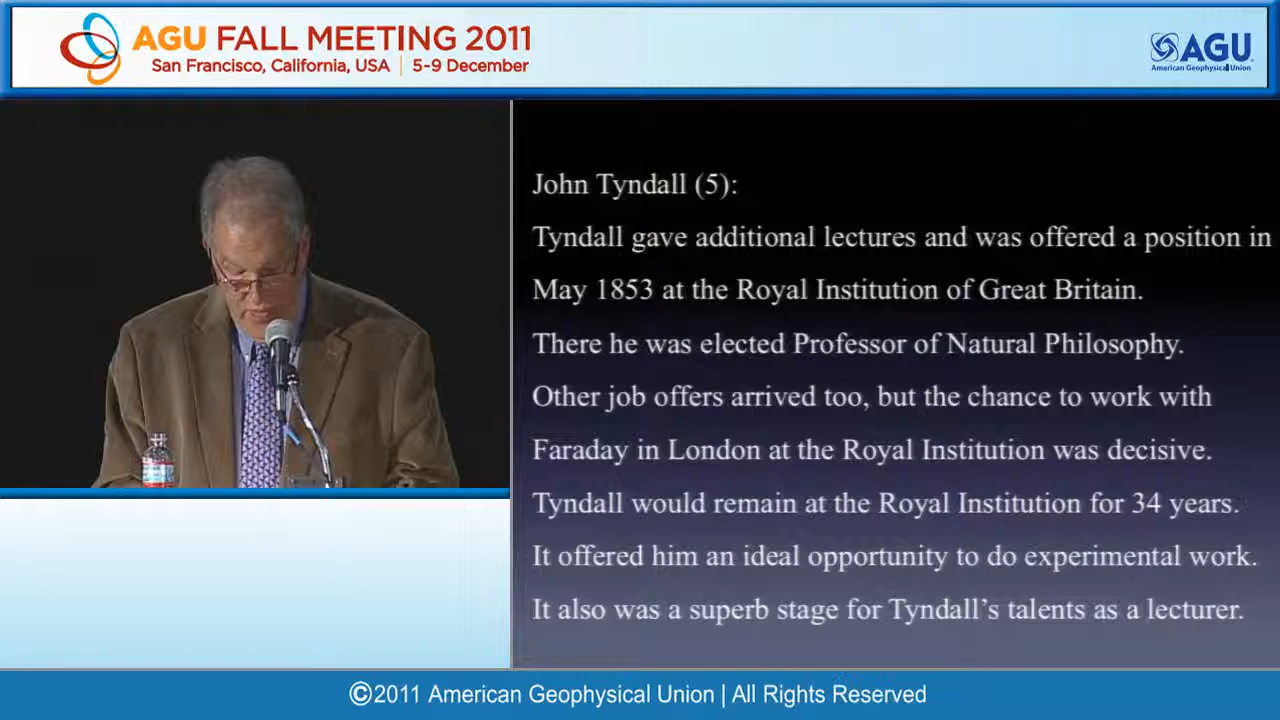 AGU FALL MEETING 2011
San Francisco, California, USA | 5-9 December
AGU
American Geophysical Union
John Tyndall (5):
Tyndall gave additional lectures and was offered a position in
May 1853 at the Royal Institution of Great Britain.
There he was elected Professor of Natural Philosophy.
Other job offers arrived too, but the chance to work with
Faraday in London at the Royal Institution was decisive.
Tyndall would remain at the Royal Institution for 34 years.
It offered him an ideal opportunity to do experimental work.
It also was a superb stage for Tyndall’s talents as a lecturer.
©2011 American Geophysical Union | All Rights Reserved